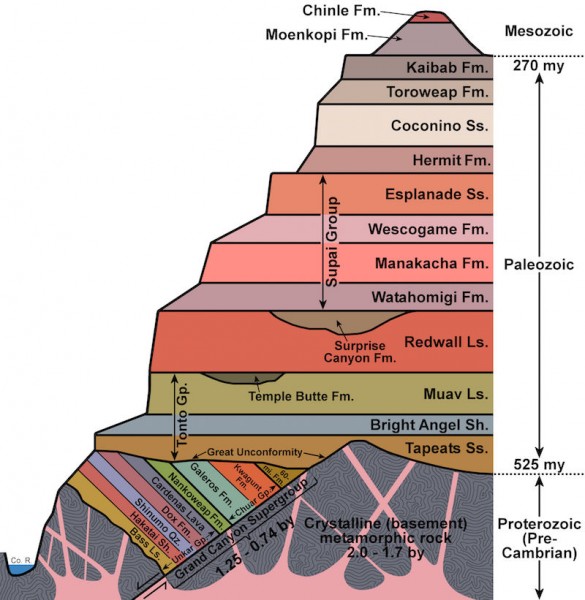 Chinle Fm.
Moenkopi Fm.
Mesozoic
Kaibab Fm.
270 my
Toroweap Fm.
Coconino Ss.
Hermit Fm.
Supai Group
Esplanade Ss.
Wescogame Fm.
Manakacha Fm.
Paleozoic
Watahomigi Fm.
Redwall Ls.
Surprise
Canyon Fm.
Tonto Gp.
Temple Butte Fm.
Muav Ls.
Bright Angel Sh.
Tapeats Ss.
Great Unconformity
525 my
60-
mi. Fm.
Kwagunt
Fm.
Galeros Fm.
Nankoweap Fm.
Cardenas Lava
Dox Fm.
Shinumo Qz.
Hakatai Sh.
Bass Ls.
Unkar Gp.
Chuar Gp.
Grand Canyon Supergroup
1.25 - 0.74 by
Crystalline (basement)
metamorphic rock
2.0 - 1.7 by
Proterozoic
(Pre-
Cambrian)
Co. R.